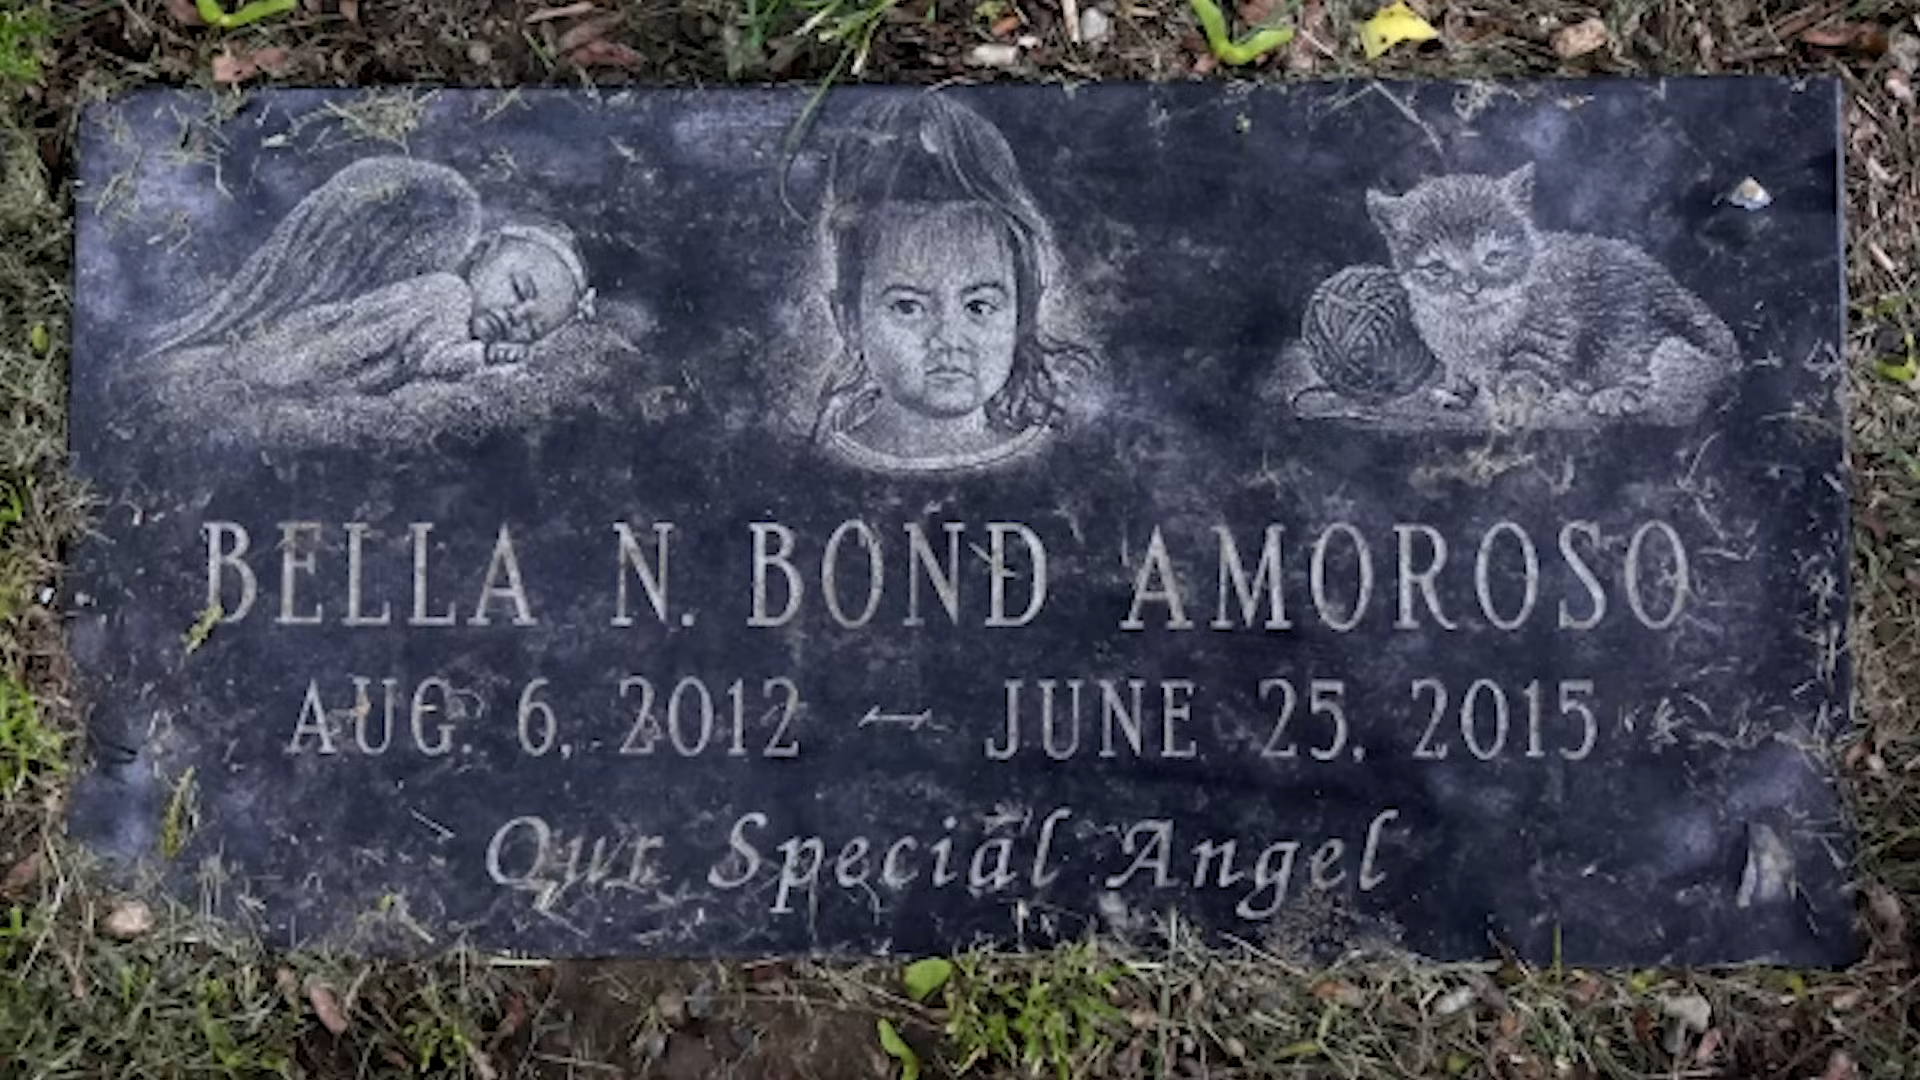 BELLA N. BOND AMOROSO
AUG. 6, 2012 ~ JUNE 25, 2015
Our Special Angel